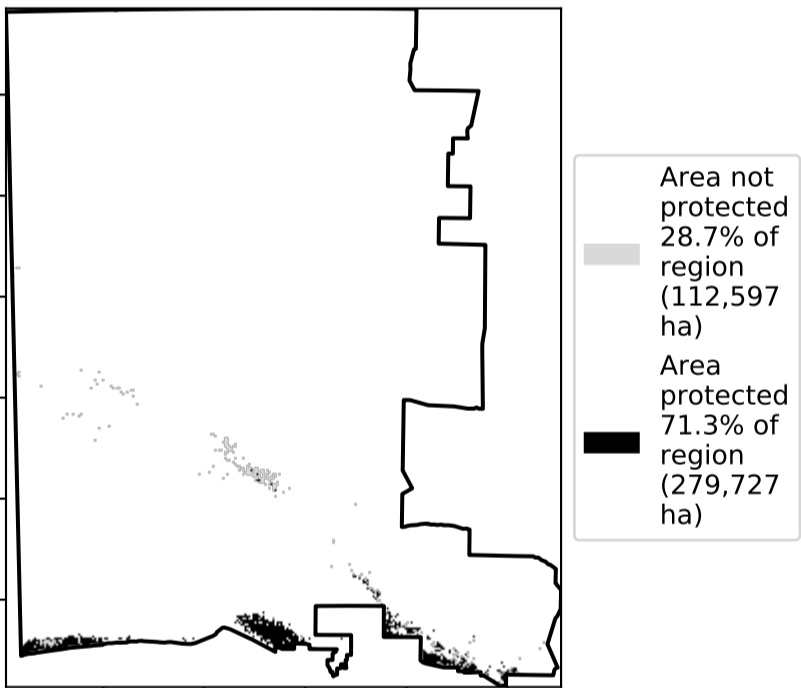 Area not
protected
28.7% of
region
(112,597
ha)
Area
protected
71.3% of
region
(279,727
ha)